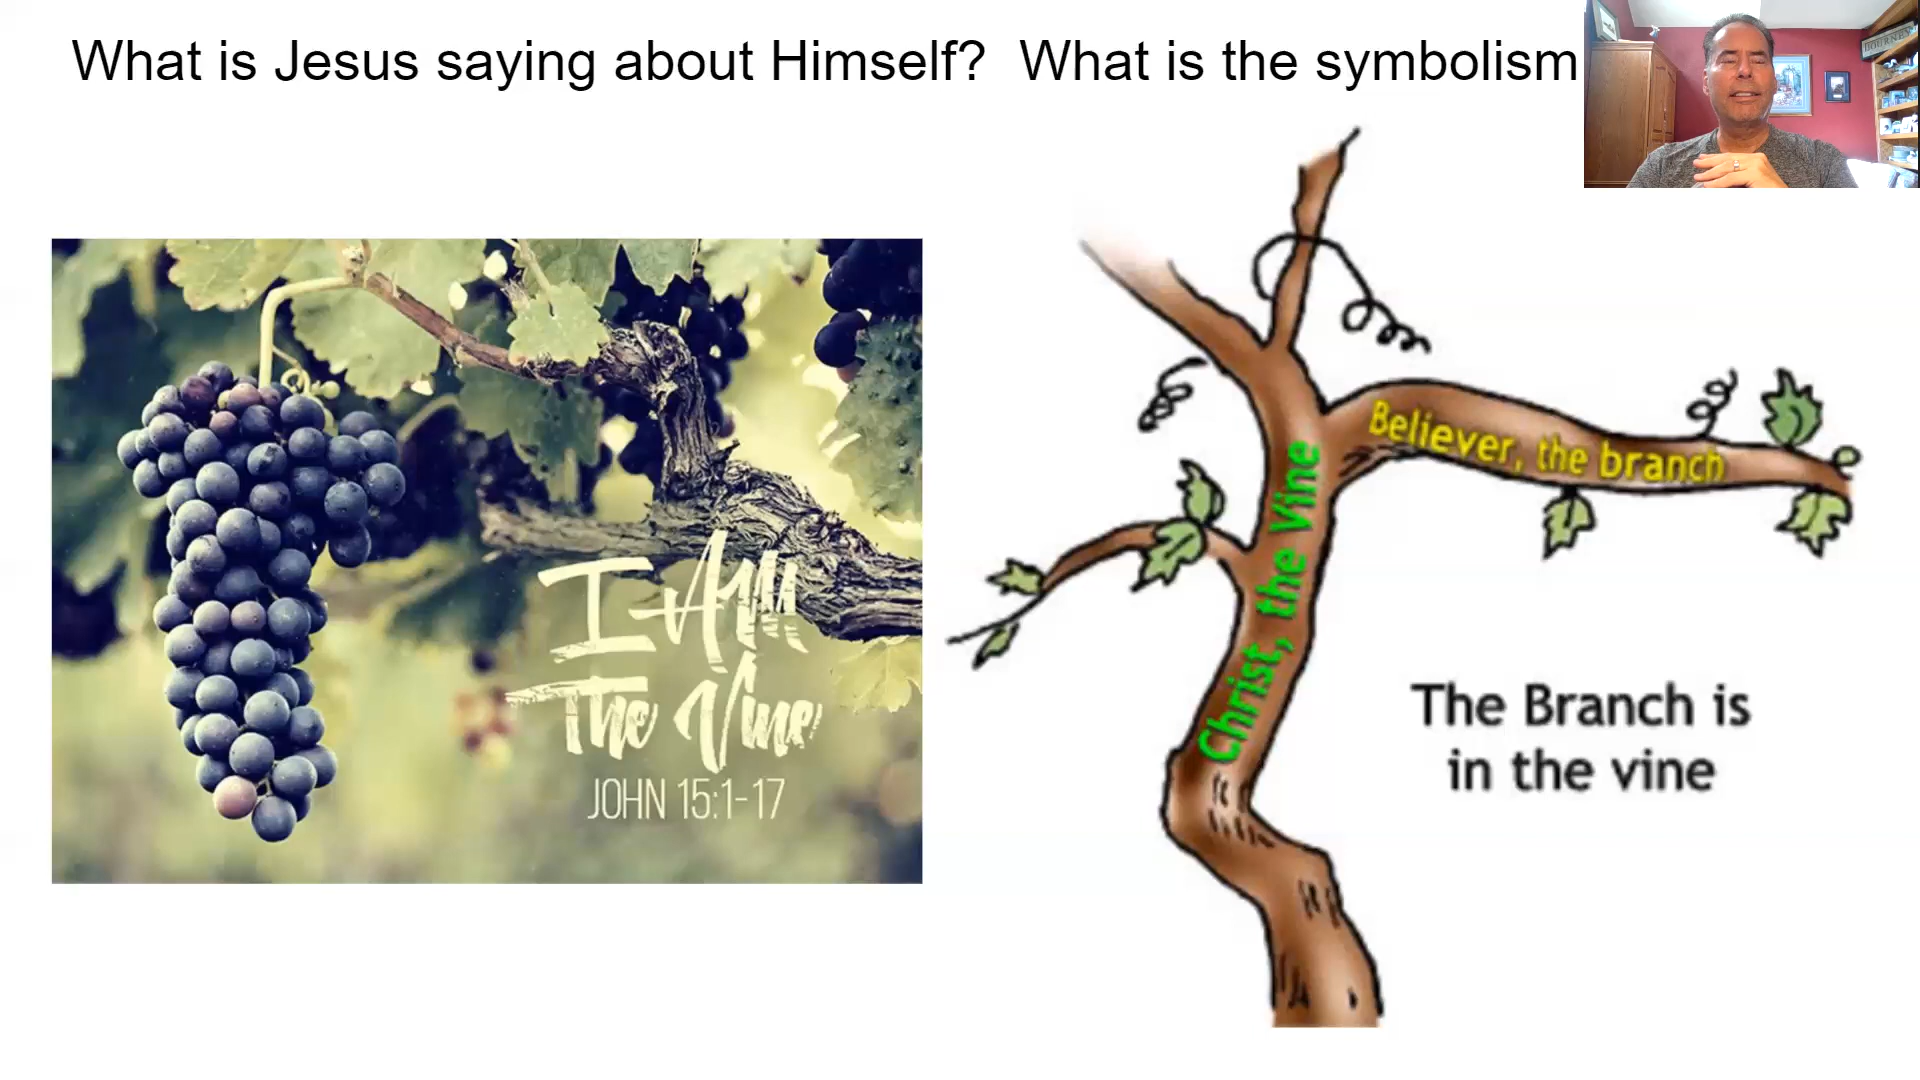 What is Jesus saying about Himself?  What is the symbolism
JOURNEY
I AM
The Vine
JOHN 15:1-17
Believer, the branch
Christ, the Vine
The Branch is
in the vine